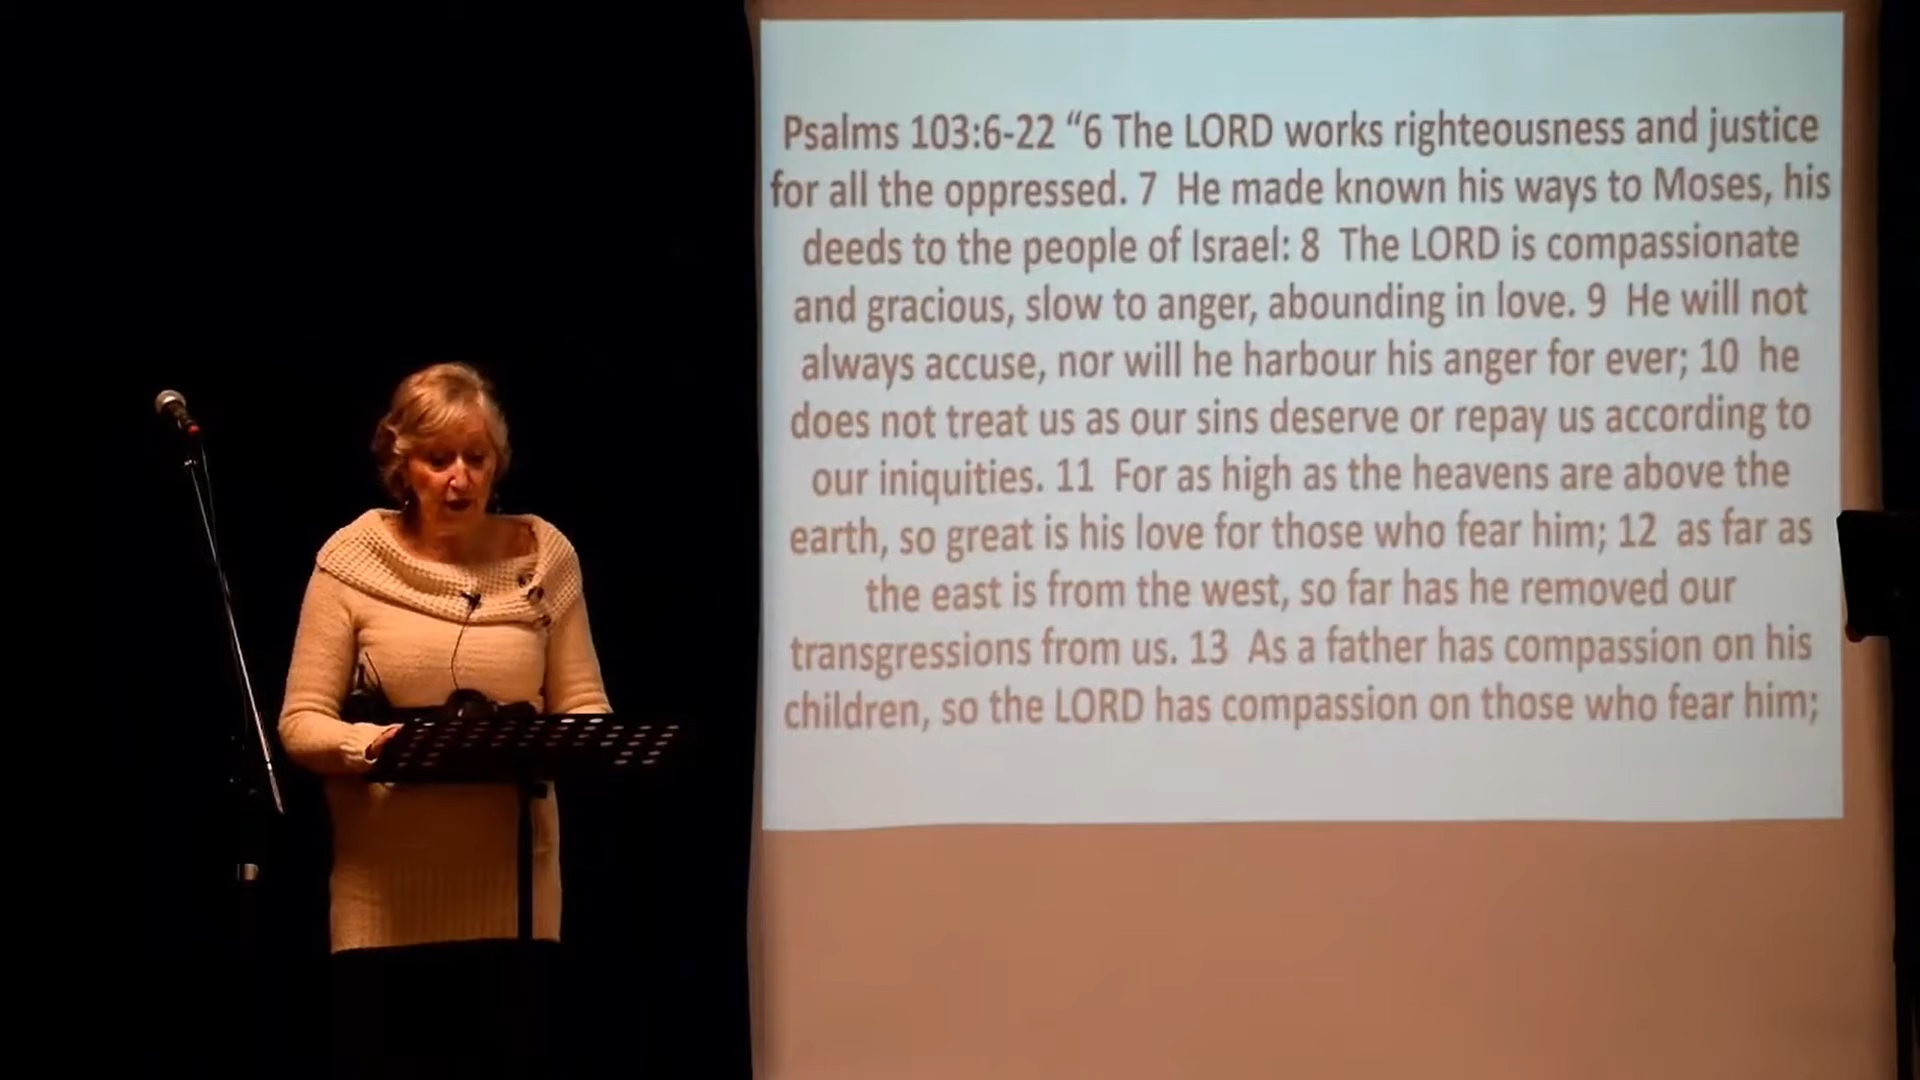 Psalms 103:6-22 “6 The LORD works righteousness and justice
for all the oppressed. 7 He made known his ways to Moses, his
deeds to the people of Israel: 8 The LORD is compassionate
and gracious, slow to anger, abounding in love. 9 He will not
always accuse, nor will he harbour his anger for ever; 10 he
does not treat us as our sins deserve or repay us according to
our iniquities. 11 For as high as the heavens are above the
earth, so great is his love for those who fear him; 12 as far as
the east is from the west, so far has he removed our
transgressions from us. 13 As a father has compassion on his
children, so the LORD has compassion on those who fear him;